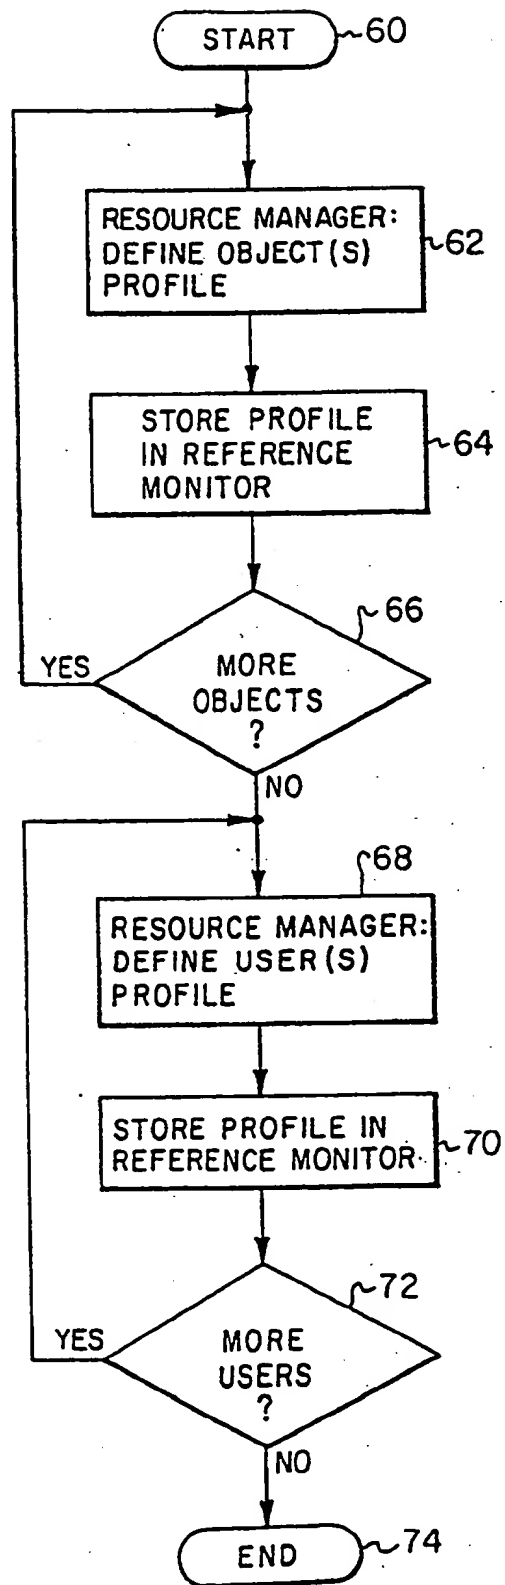 START
60
RESOURCE MANAGER:
DEFINE OBJECT(S)
PROFILE
62
STORE PROFILE
IN REFERENCE
MONITOR
64
66
YES
MORE
OBJECTS
?
NO
68
RESOURCE MANAGER:
DEFINE USER(S)
PROFILE
STORE PROFILE IN
REFERENCE MONITOR
70
72
YES
MORE
USERS
?
NO
END
74